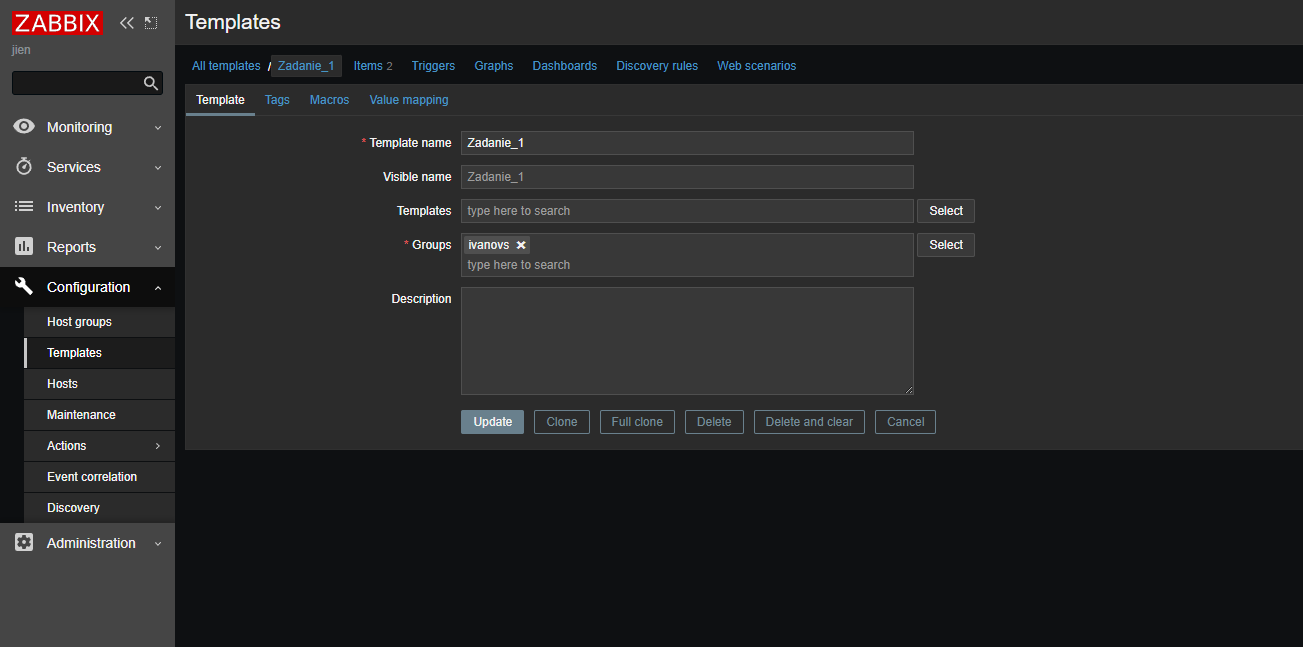 ZABBIX
jien
Monitoring
Services
Inventory
Reports
Configuration
Host groups
Templates
Hosts
Maintenance
Actions
Event correlation
Discovery
Administration
Templates
All templates / Zadanie_1 Items 2 Triggers Graphs Dashboards Discovery rules Web scenarios
Template Tags Macros Value mapping
* Template name Zadanie_1
Visible name Zadanie_1
Templates type here to search Select
* Groups ivanovs Select
type here to search
Description
Update Clone Full clone Delete Delete and clear Cancel